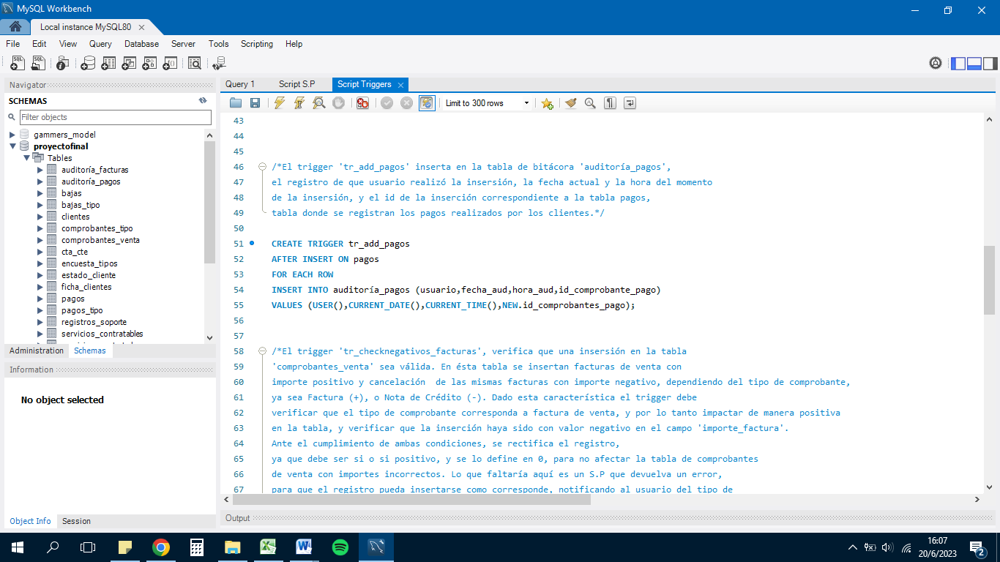 MySQL Workbench
Local instance MySQL80
File Edit View Query Database Server Tools Scripting Help
Navigator
SCHEMAS
Filter objects
gammers_model
proyectofinal
Tables
auditoría_facturas
auditoría_pagos
bajas
bajas_tipo
clientes
comprobantes_tipo
comprobantes_venta
cta_cte
encuesta_tipos
estado_cliente
ficha_clientes
pagos
pagos_tipo
registros_soporte
servicios_contratables
Administration Schemas
Information
No object selected
Object Info Session
Query 1 Script S.P Script Triggers
Limit to 300 rows
43
44
45
46 /*El trigger 'tr_add_pagos' inserta en la tabla de bitácora 'auditoría_pagos',
47 el registro de que usuario realizó la insersión, la fecha actual y la hora del momento
48 de la insersión, y el id de la inserción correspondiente a la tabla pagos,
49 tabla donde se registran los pagos realizados por los clientes.*/
50
51 CREATE TRIGGER tr_add_pagos
52 AFTER INSERT ON pagos
53 FOR EACH ROW
54 INSERT INTO auditoría_pagos (usuario,fecha_aud,hora_aud,id_comprobante_pago)
55 VALUES (USER(),CURRENT_DATE(),CURRENT_TIME(),NEW.id_comprobantes_pago);
56
57
58 /*El trigger 'tr_checknegativos_facturas', verifica que una insersión en la tabla
59 'comprobantes_venta' sea válida. En ésta tabla se insertan facturas de venta con
60 importe positivo y cancelación  de las mismas facturas con importe negativo, dependiendo del tipo de comprobante,
61 ya sea Factura (+), o Nota de Crédito (-). Dado esta característica el trigger debe
62 verificar que el tipo de comprobante corresponda a factura de venta, y por lo tanto impactar de manera positiva
63 en la tabla, y verificar que la inserción haya sido con valor negativo en el campo 'importe_factura'.
64 Ante el cumplimiento de ambas condiciones, se rectifica el registro,
65 ya que debe ser si o si positivo, y se lo define en 0, para no afectar la tabla de comprobantes
66 de venta con importes incorrectos. Lo que faltaría aquí es un S.P que devuelva un error,
67 para que el registro pueda insertarse como corresponde, notificando al usuario del tipo de
Output
16:07
20/6/2023
2